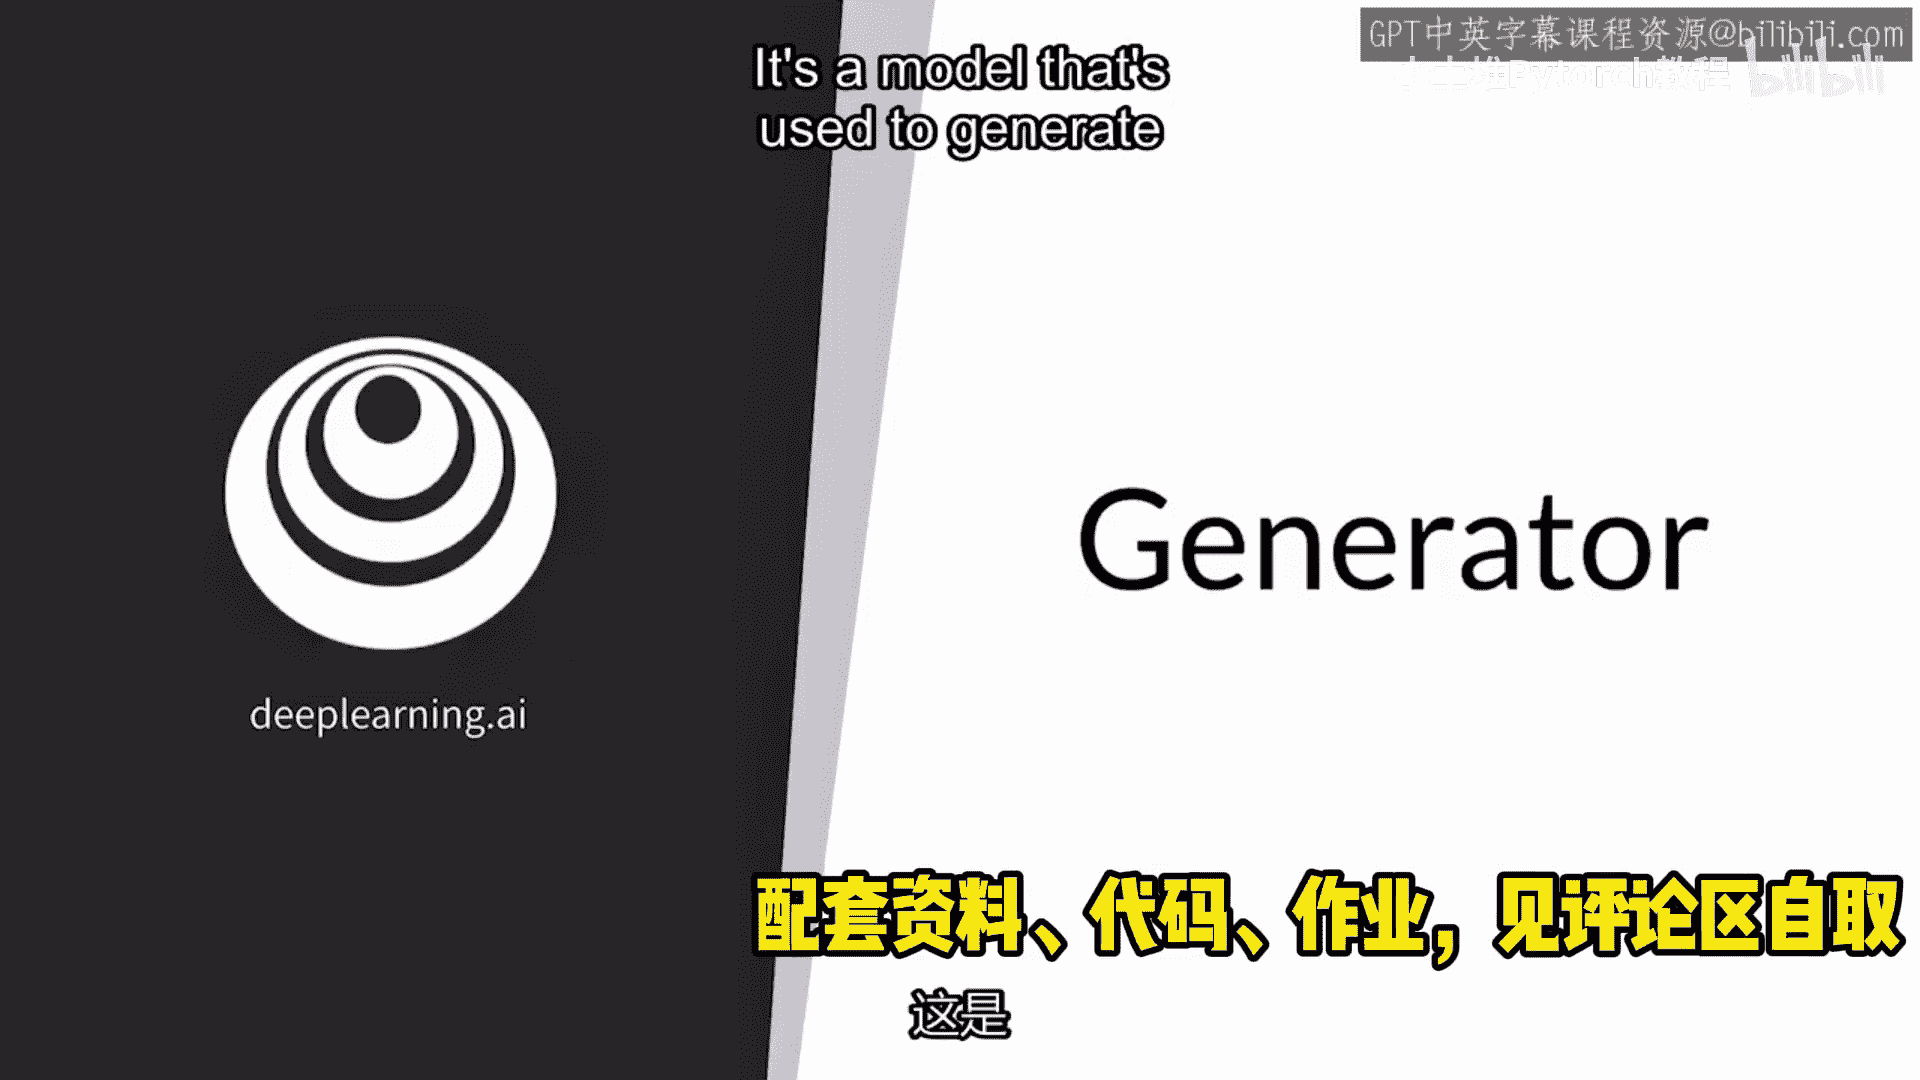 GPT中英字幕课程资源@bilibili.com
It's a model that's
used to generate
Pytorch教程 bilibili
Generator
deeplearning.ai
配套资料、代码、作业，见评论区自取
这是